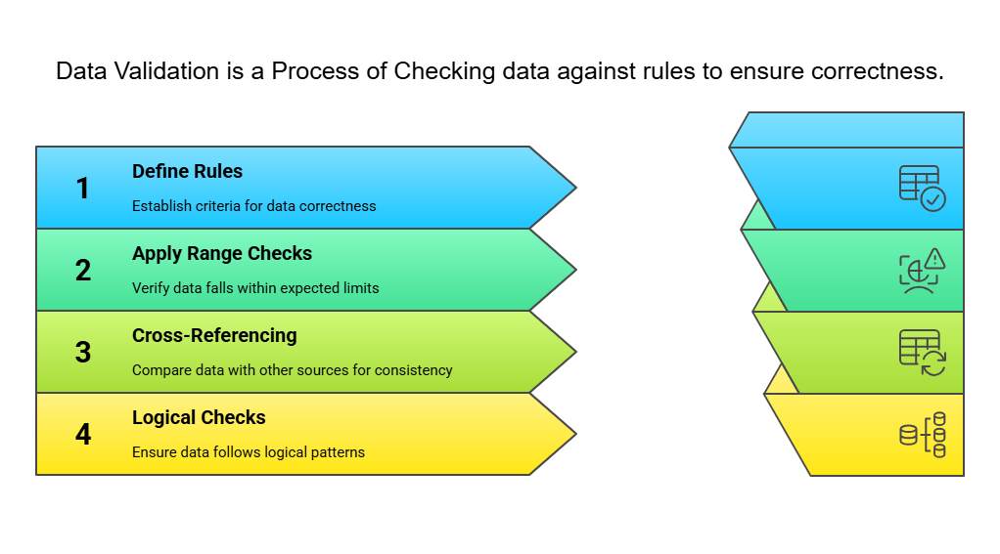 Data Validation is a Process of Checking data against rules to ensure correctness.
1
Define Rules
Establish criteria for data correctness
2
Apply Range Checks
Verify data falls within expected limits
3
Cross-Referencing
Compare data with other sources for consistency
4
Logical Checks
Ensure data follows logical patterns